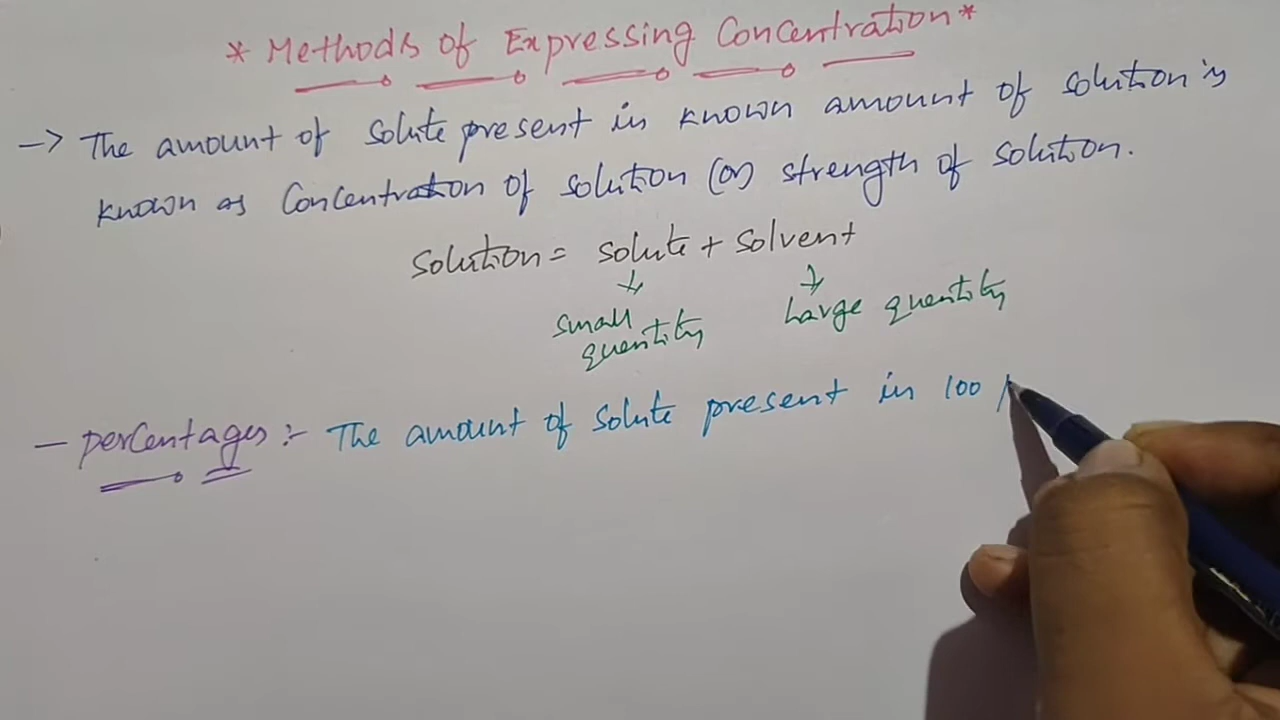 * Methods of Expressing Concentration *
-> The amount of solute present in known amount of solution is
known as Concentration of solution (or) strength of solution.
Solution = solute + solvent
small quantity
Large quantity
- percentages :- The amount of solute present in 100